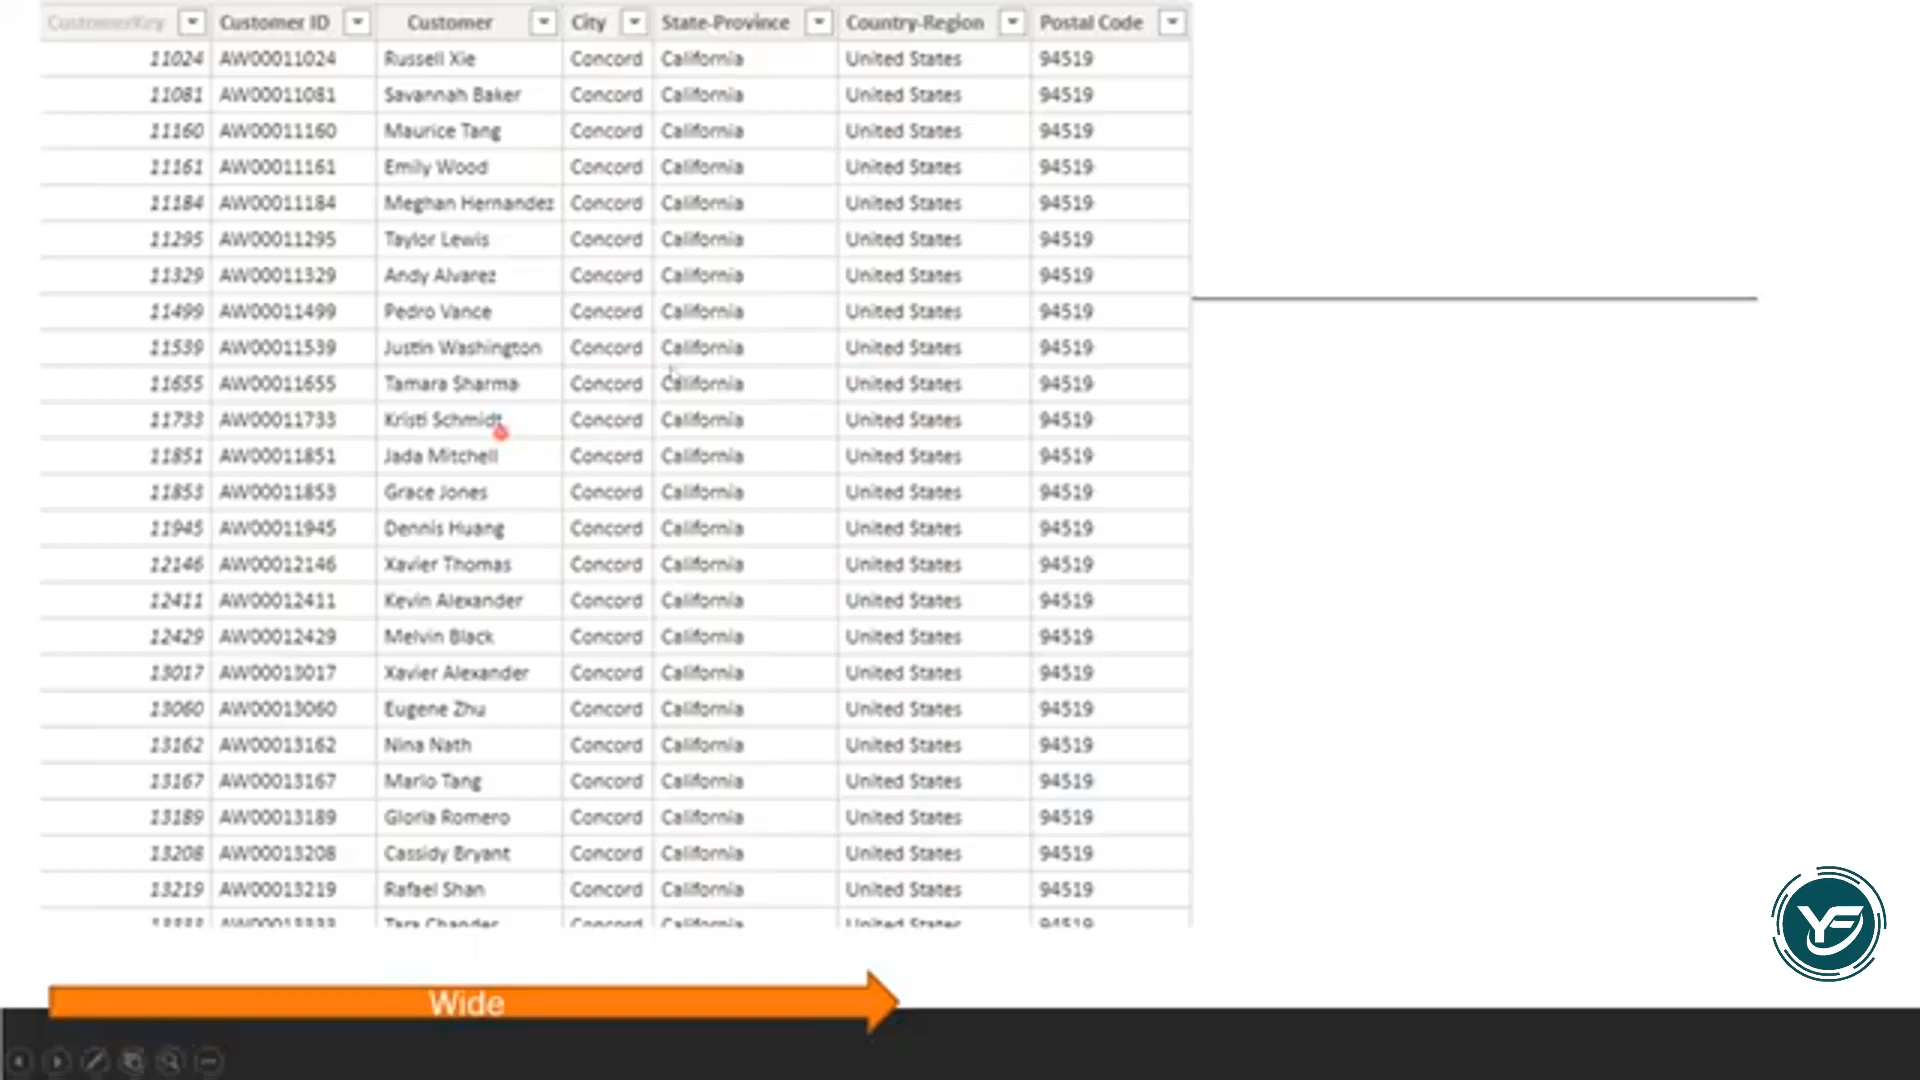 CustomerKey Customer ID Customer City State-Province Country-Region Postal Code
11024 AW00011024 Russell Xie Concord California United States 94519
11081 AW00011081 Savannah Baker Concord California United States 94519
11160 AW00011160 Maurice Tang Concord California United States 94519
11161 AW00011161 Emily Wood Concord California United States 94519
11184 AW00011184 Meghan Hernandez Concord California United States 94519
11295 AW00011295 Taylor Lewis Concord California United States 94519
11329 AW00011329 Andy Alvarez Concord California United States 94519
11499 AW00011499 Pedro Vance Concord California United States 94519
11539 AW00011539 Justin Washington Concord California United States 94519
11655 AW00011655 Tamara Sharma Concord California United States 94519
11733 AW00011733 Kristi Schmidt Concord California United States 94519
11851 AW00011851 Jada Mitchell Concord California United States 94519
11853 AW00011853 Grace Jones Concord California United States 94519
11945 AW00011945 Dennis Huang Concord California United States 94519
12146 AW00012146 Xavier Thomas Concord California United States 94519
12411 AW00012411 Kevin Alexander Concord California United States 94519
12429 AW00012429 Melvin Black Concord California United States 94519
13017 AW00013017 Xavier Alexander Concord California United States 94519
13060 AW00013060 Eugene Zhu Concord California United States 94519
13162 AW00013162 Nina Nath Concord California United States 94519
13167 AW00013167 Mario Tang Concord California United States 94519
13189 AW00013189 Gloria Romero Concord California United States 94519
13208 AW00013208 Cassidy Bryant Concord California United States 94519
13219 AW00013219 Rafael Shan Concord California United States 94519
13333 AW00013333 Tara Chander Concord California United States 94519
Wide
YF